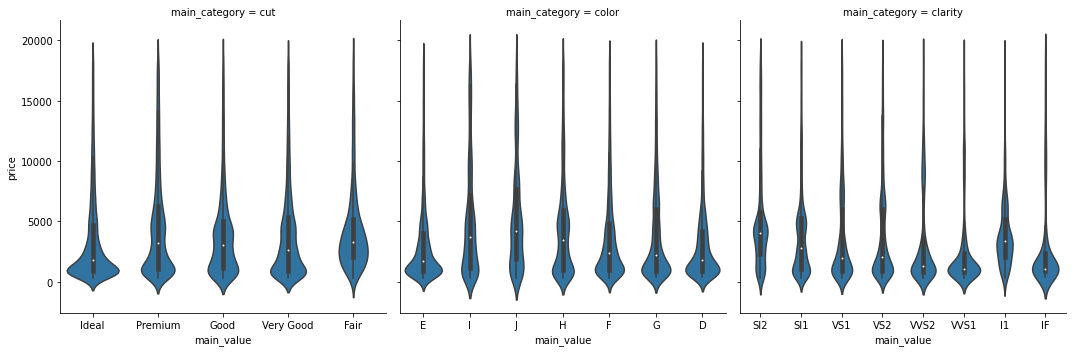 main_category = cut
main_category = color
main_category = clarity
price
20000
15000
10000
5000
0
Ideal Premium Good Very Good Fair
E I J H F G D
SI2 SI1 VS1 VS2 VVS2 VVS1 I1 IF
main_value
main_value
main_value